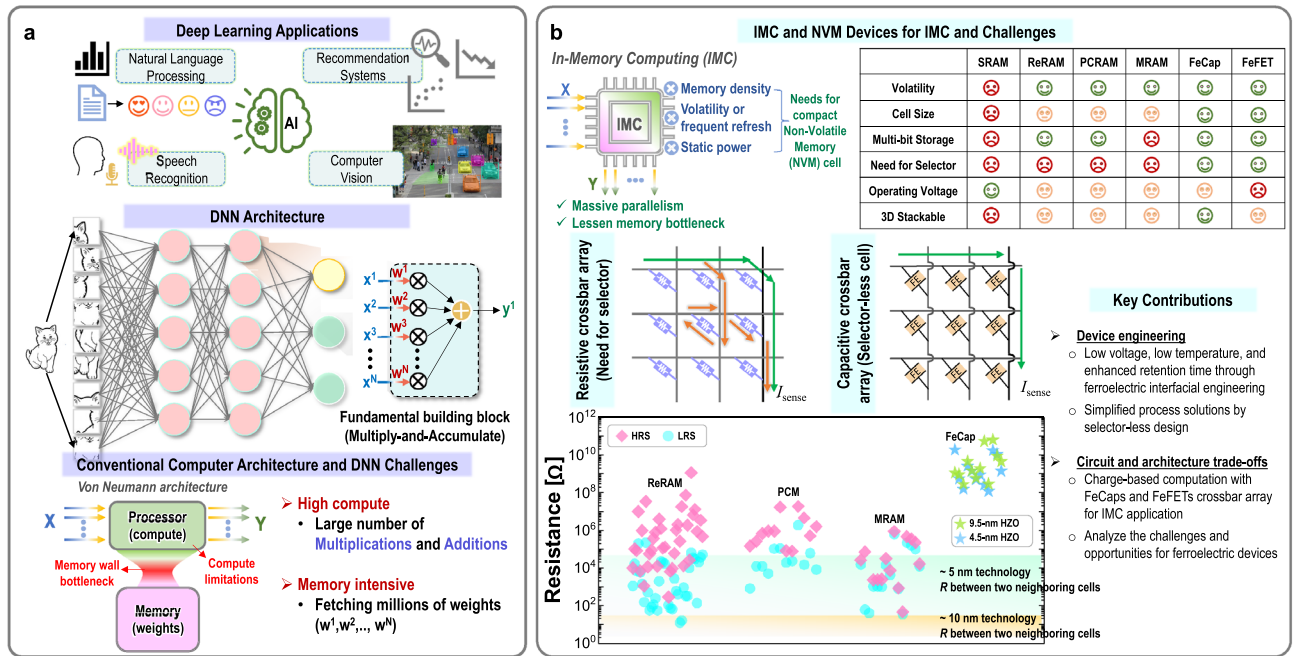 a
Deep Learning Applications
Natural Language
Processing
Recommendation
Systems
AI
Speech
Recognition
Computer
Vision
DNN Architecture
x¹
w¹
x²
w²
x³
w³
xᴺ
wᴺ
y¹
Fundamental building block
(Multiply-and-Accumulate)
Conventional Computer Architecture and DNN Challenges
Von Neumann architecture
X
Processor
(compute)
Y
Memory wall
bottleneck
Compute
limitations
Memory
(weights)
➢ High compute
• Large number of
Multiplications and Additions
➢ Memory intensive
• Fetching millions of weights
(w¹,w²,.., wᴺ)
b
IMC and NVM Devices for IMC and Challenges
In-Memory Computing (IMC)
X
IMC
Y
Memory density
Volatility or
frequent refresh
Static power
Needs for
compact
Non-Volatile
Memory
(NVM) cell
✓ Massive parallelism
✓ Lessen memory bottleneck
SRAM ReRAM PCRAM MRAM FeCap FeFET
Volatility
Cell Size
Multi-bit Storage
Need for Selector
Operating Voltage
3D Stackable
Resistive crossbar array
(Need for selector)
I sense
Capacitive crossbar
array (Selector-less cell)
FE FE FE
FE FE FE
FE FE FE
I sense
Key Contributions
➢ Device engineering
○ Low voltage, low temperature, and
enhanced retention time through
ferroelectric interfacial engineering
○ Simplified process solutions by
selector-less design
➢ Circuit and architecture trade-offs
○ Charge-based computation with
FeCaps and FeFETs crossbar array
for IMC application
○ Analyze the challenges and
opportunities for ferroelectric devices
Resistance [Ω]
10¹²
10¹⁰
10⁸
10⁶
10⁴
10²
10⁰
HRS LRS
ReRAM
PCM
MRAM
FeCap
9.5-nm HZO
4.5-nm HZO
~ 5 nm technology
R between two neighboring cells
~ 10 nm technology
R between two neighboring cells